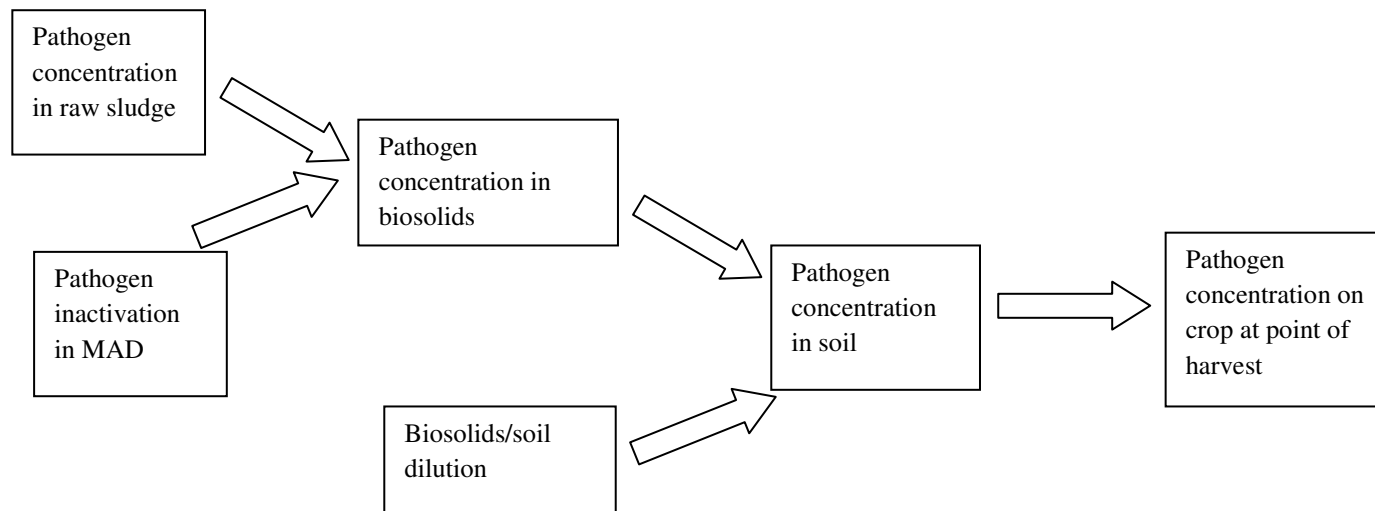 Pathogen
concentration
in raw sludge
Pathogen
concentration in
biosolids
Pathogen
inactivation
in MAD
Pathogen
concentration
in soil
Pathogen
concentration on
crop at point of
harvest
Biosolids/soil
dilution